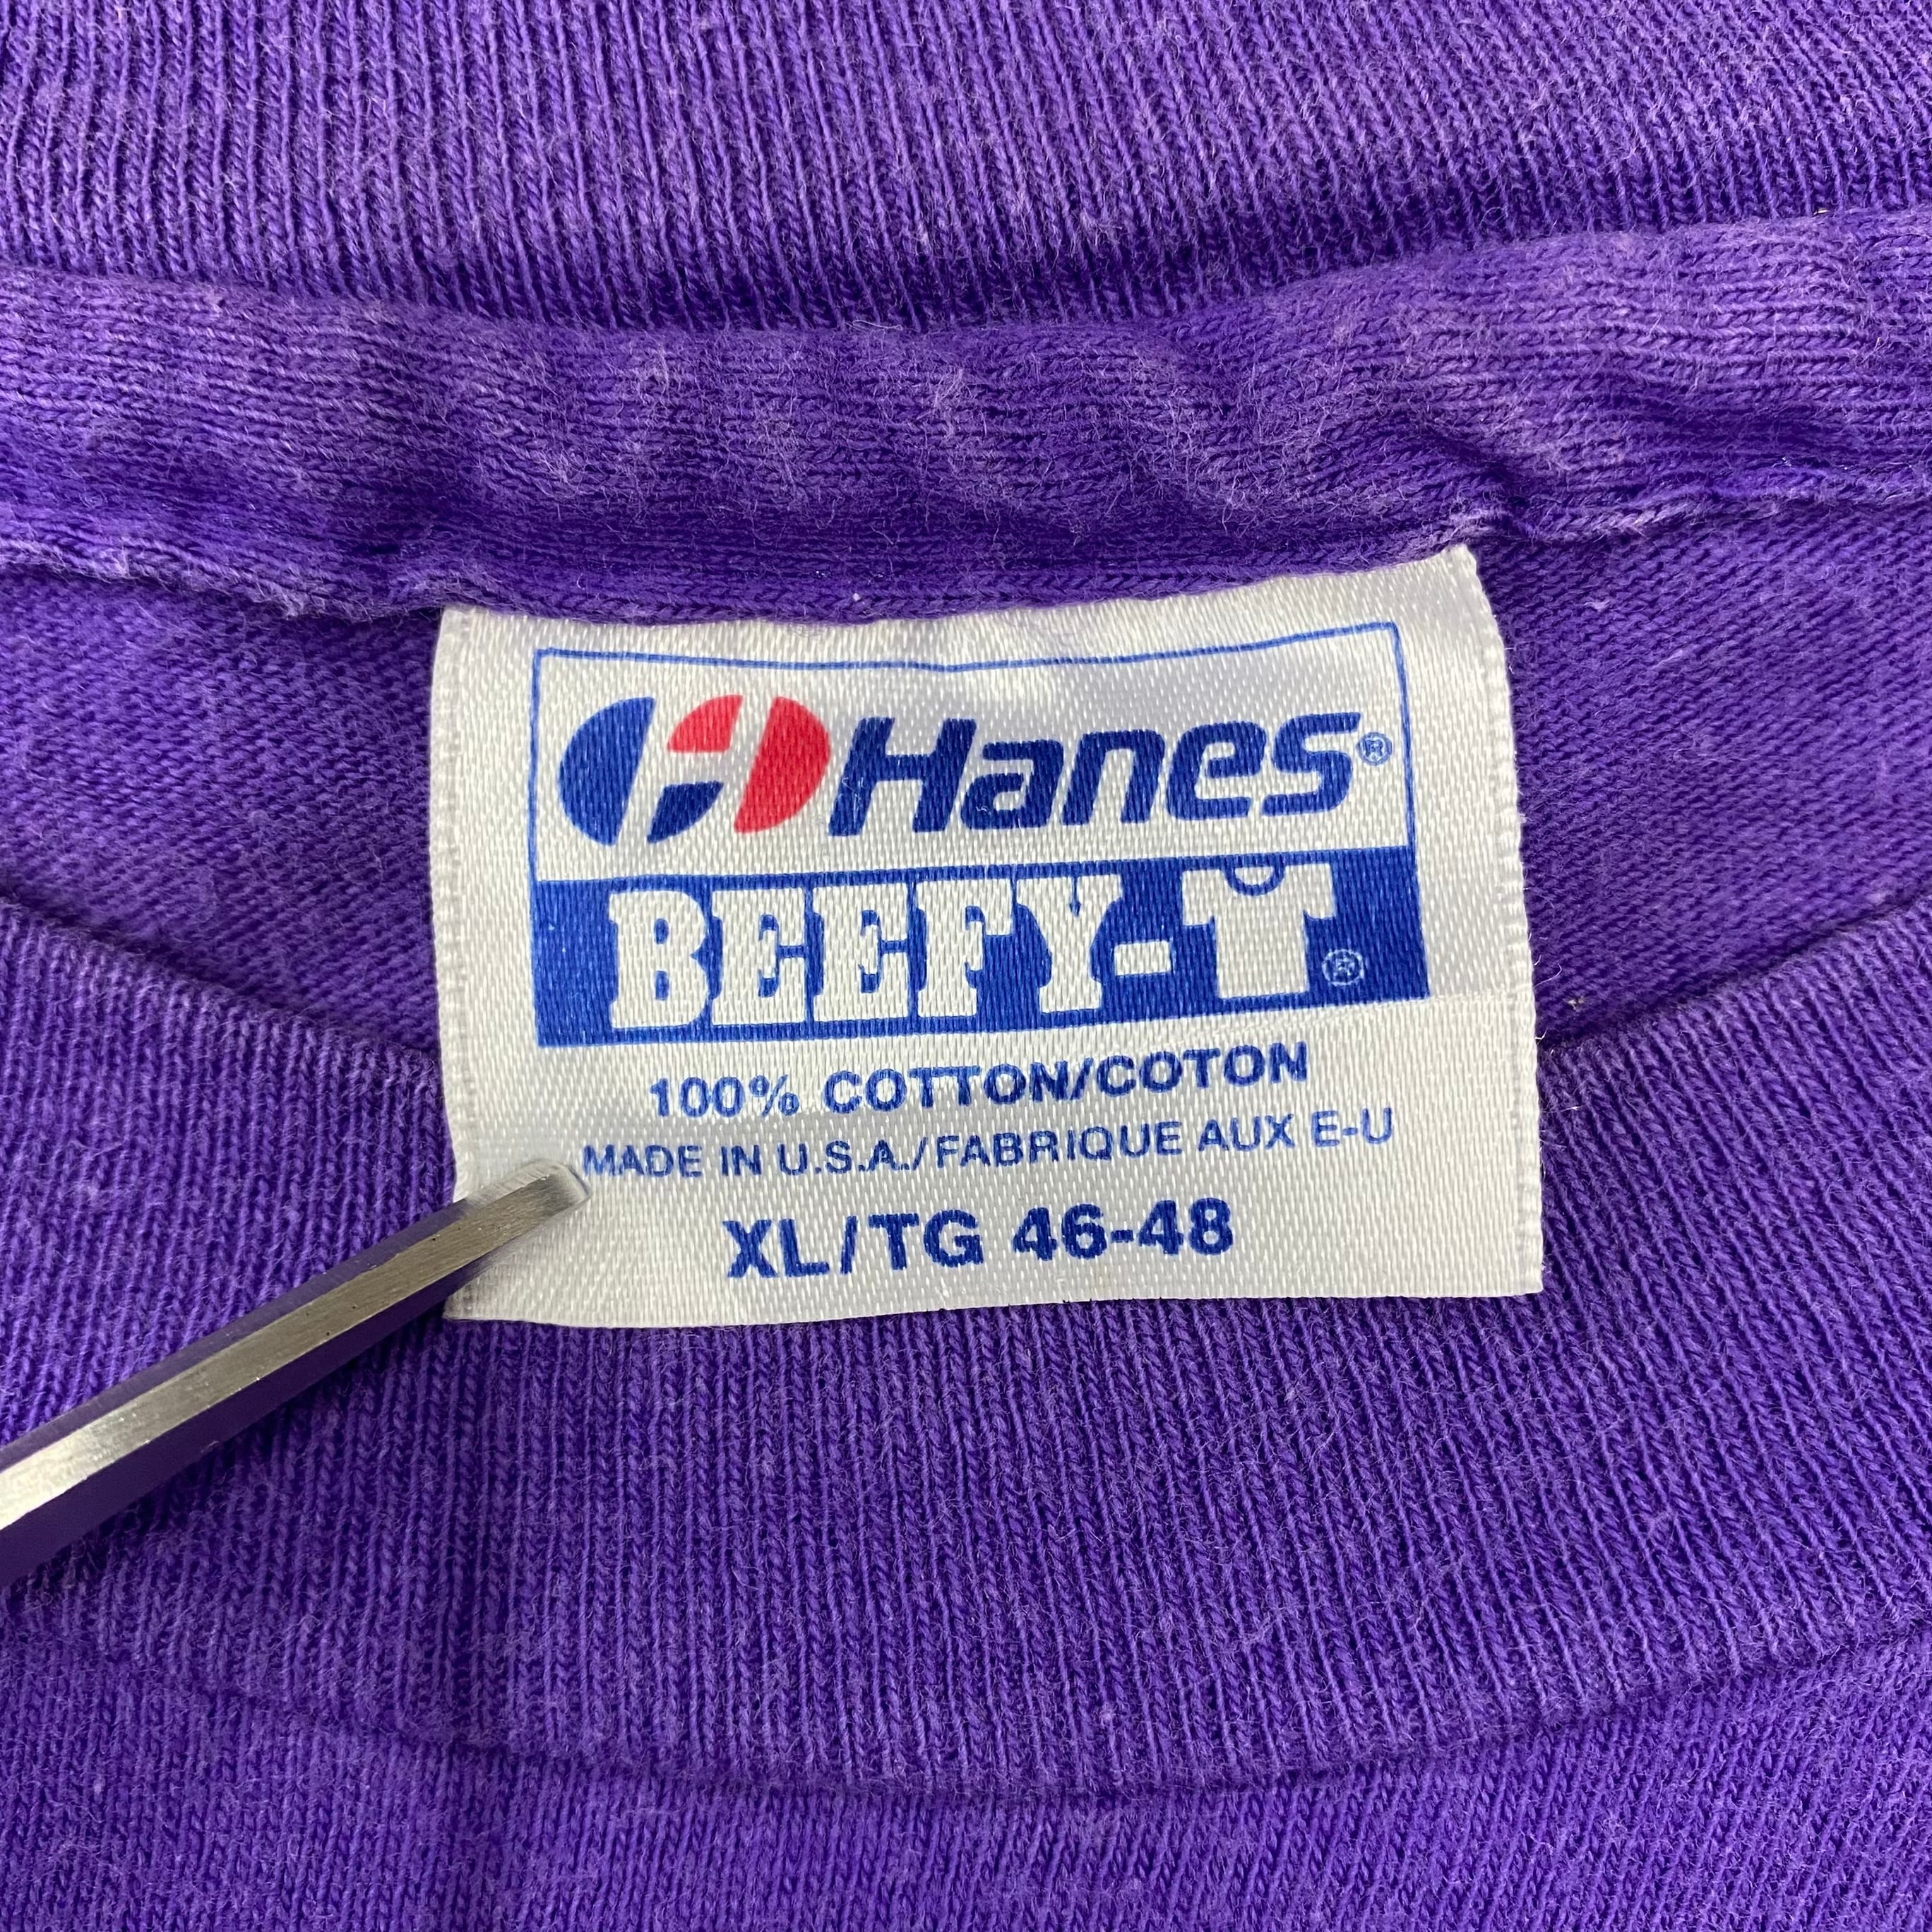 Hanes®
BEEFY-T®
100% COTTON/COTON
MADE IN U.S.A./FABRIQUE AUX E-U
XL/TG 46-48